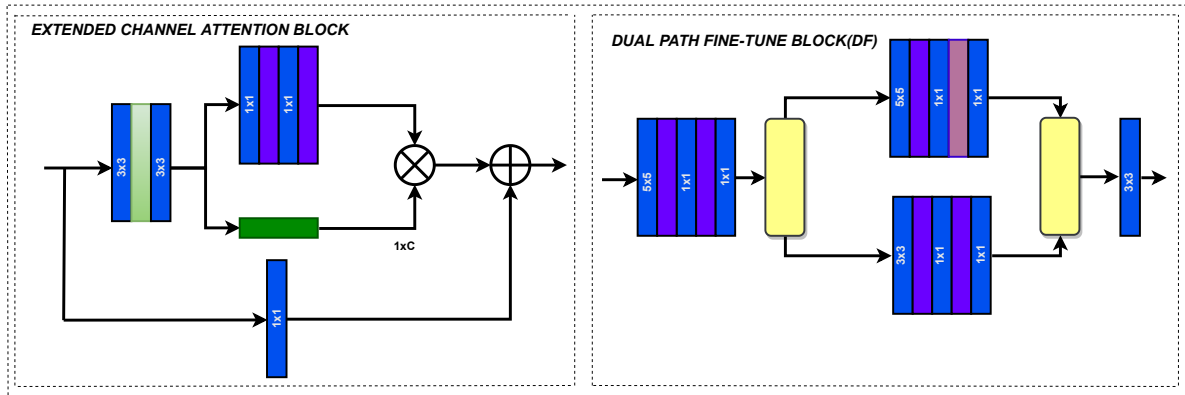 EXTENDED CHANNEL ATTENTION BLOCK
3x3
3x3
1x1
1x1
1xC
1x1
DUAL PATH FINE-TUNE BLOCK(DF)
5x5
1x1
1x1
5x5
1x1
1x1
3x3
1x1
1x1
3x3